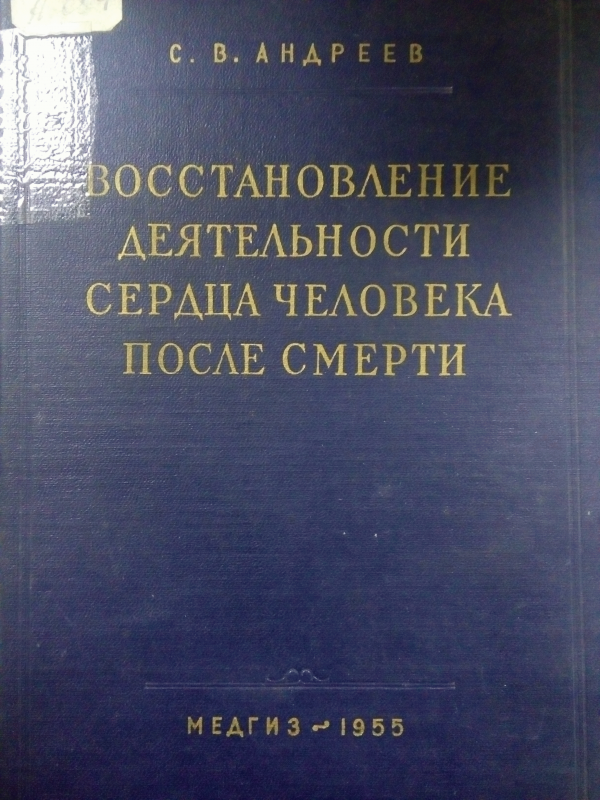 С. В. АНДРЕЕВ
ВОССТАНОВЛЕНИЕ
ДЕЯТЕЛЬНОСТИ
СЕРДЦА ЧЕЛОВЕКА
ПОСЛЕ СМЕРТИ
МЕДГИЗ ~ 1955